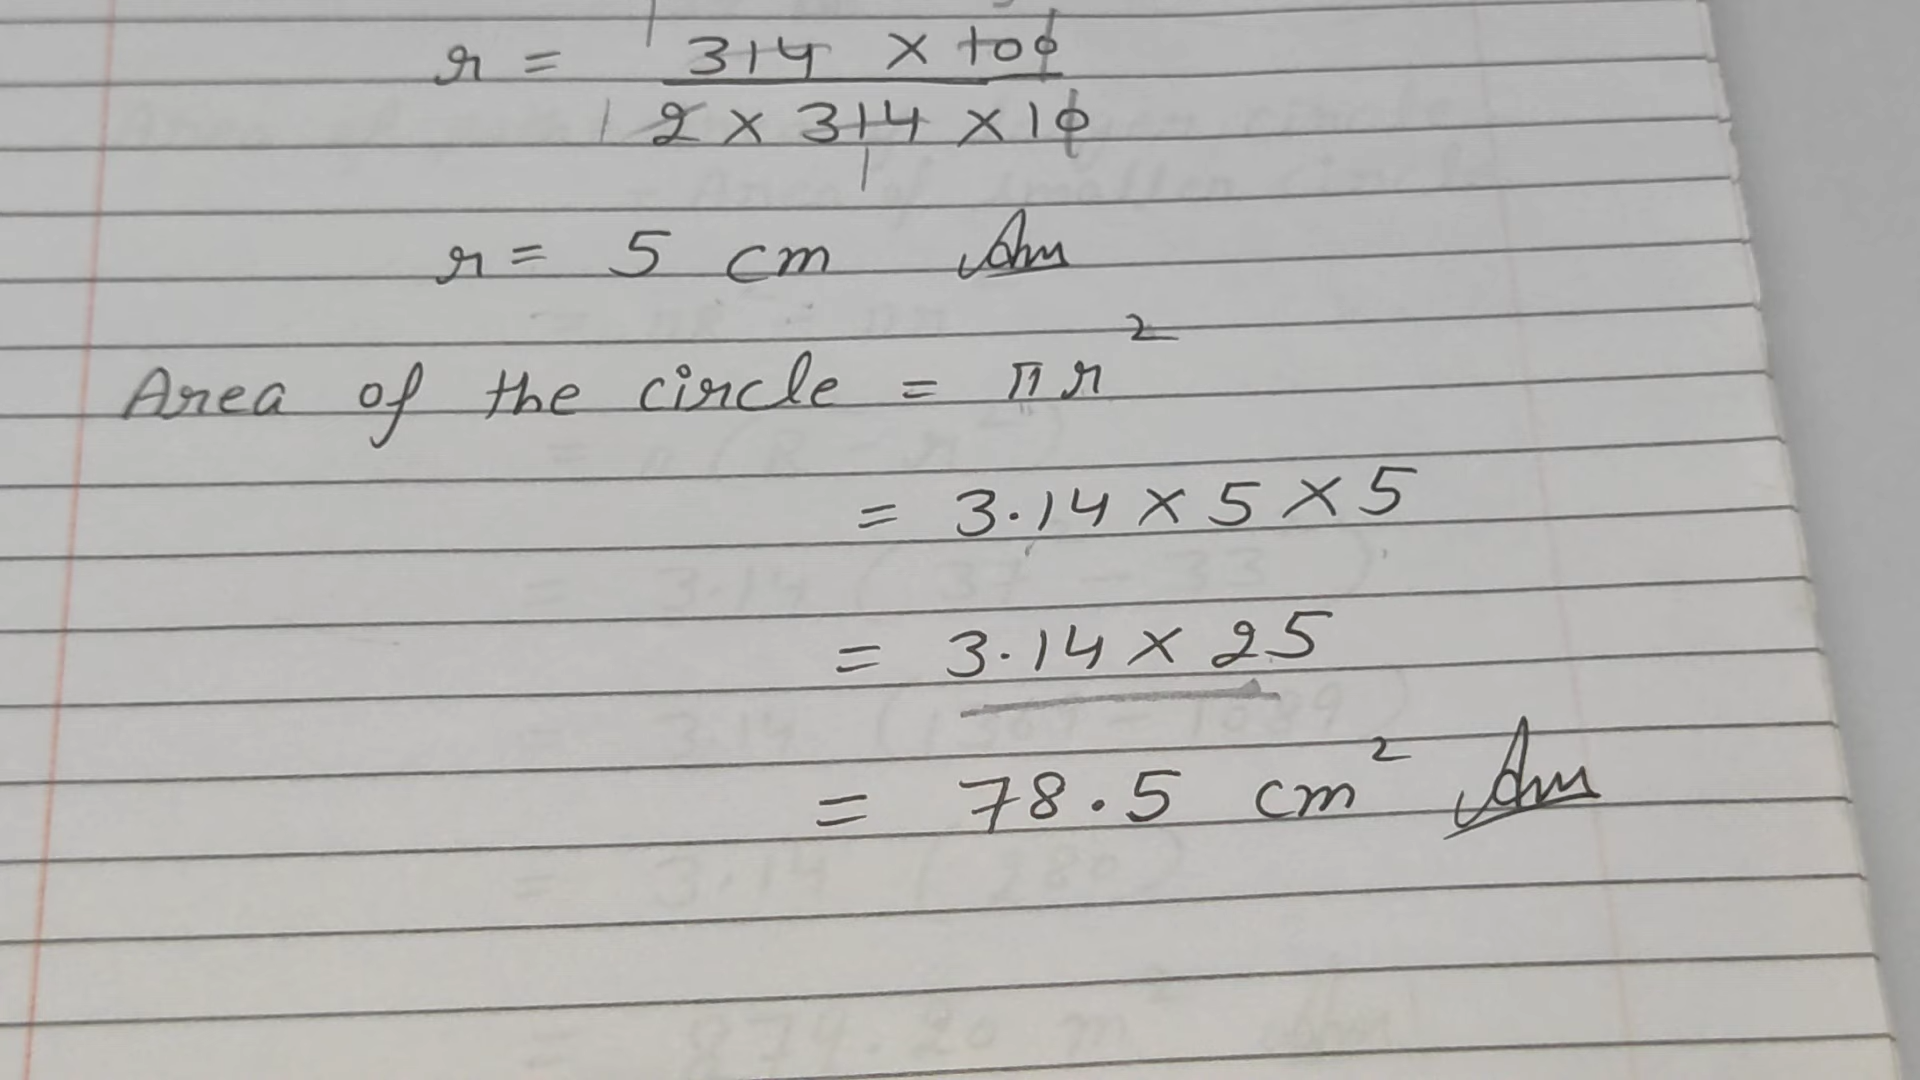 r = 314 × 100
2 × 314 × 10
r = 5 cm Ans
Area of the circle = πr²
= 3.14 × 5 × 5
= 3.14 × 25
= 78.5 cm² Ans